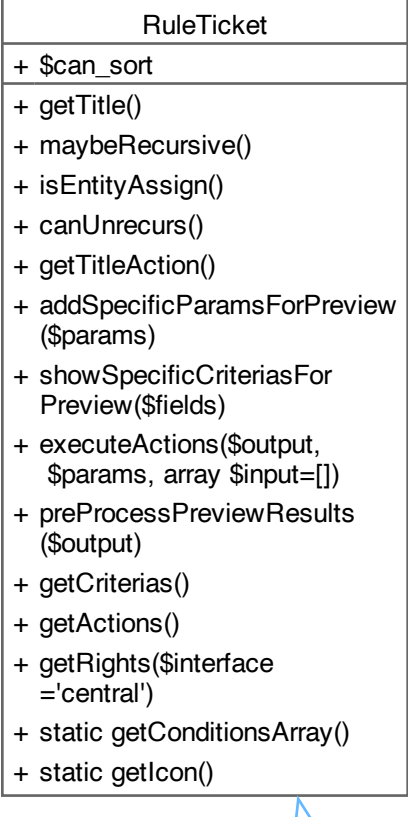 RuleTicket
+ $can_sort
+ getTitle()
+ maybeRecursive()
+ isEntityAssign()
+ canUnrecurs()
+ getTitleAction()
+ addSpecificParamsForPreview
($params)
+ showSpecificCriteriasFor
Preview($fields)
+ executeActions($output,
$params, array $input=[])
+ preProcessPreviewResults
($output)
+ getCriterias()
+ getActions()
+ getRights($interface
='central')
+ static getConditionsArray()
+ static getIcon()